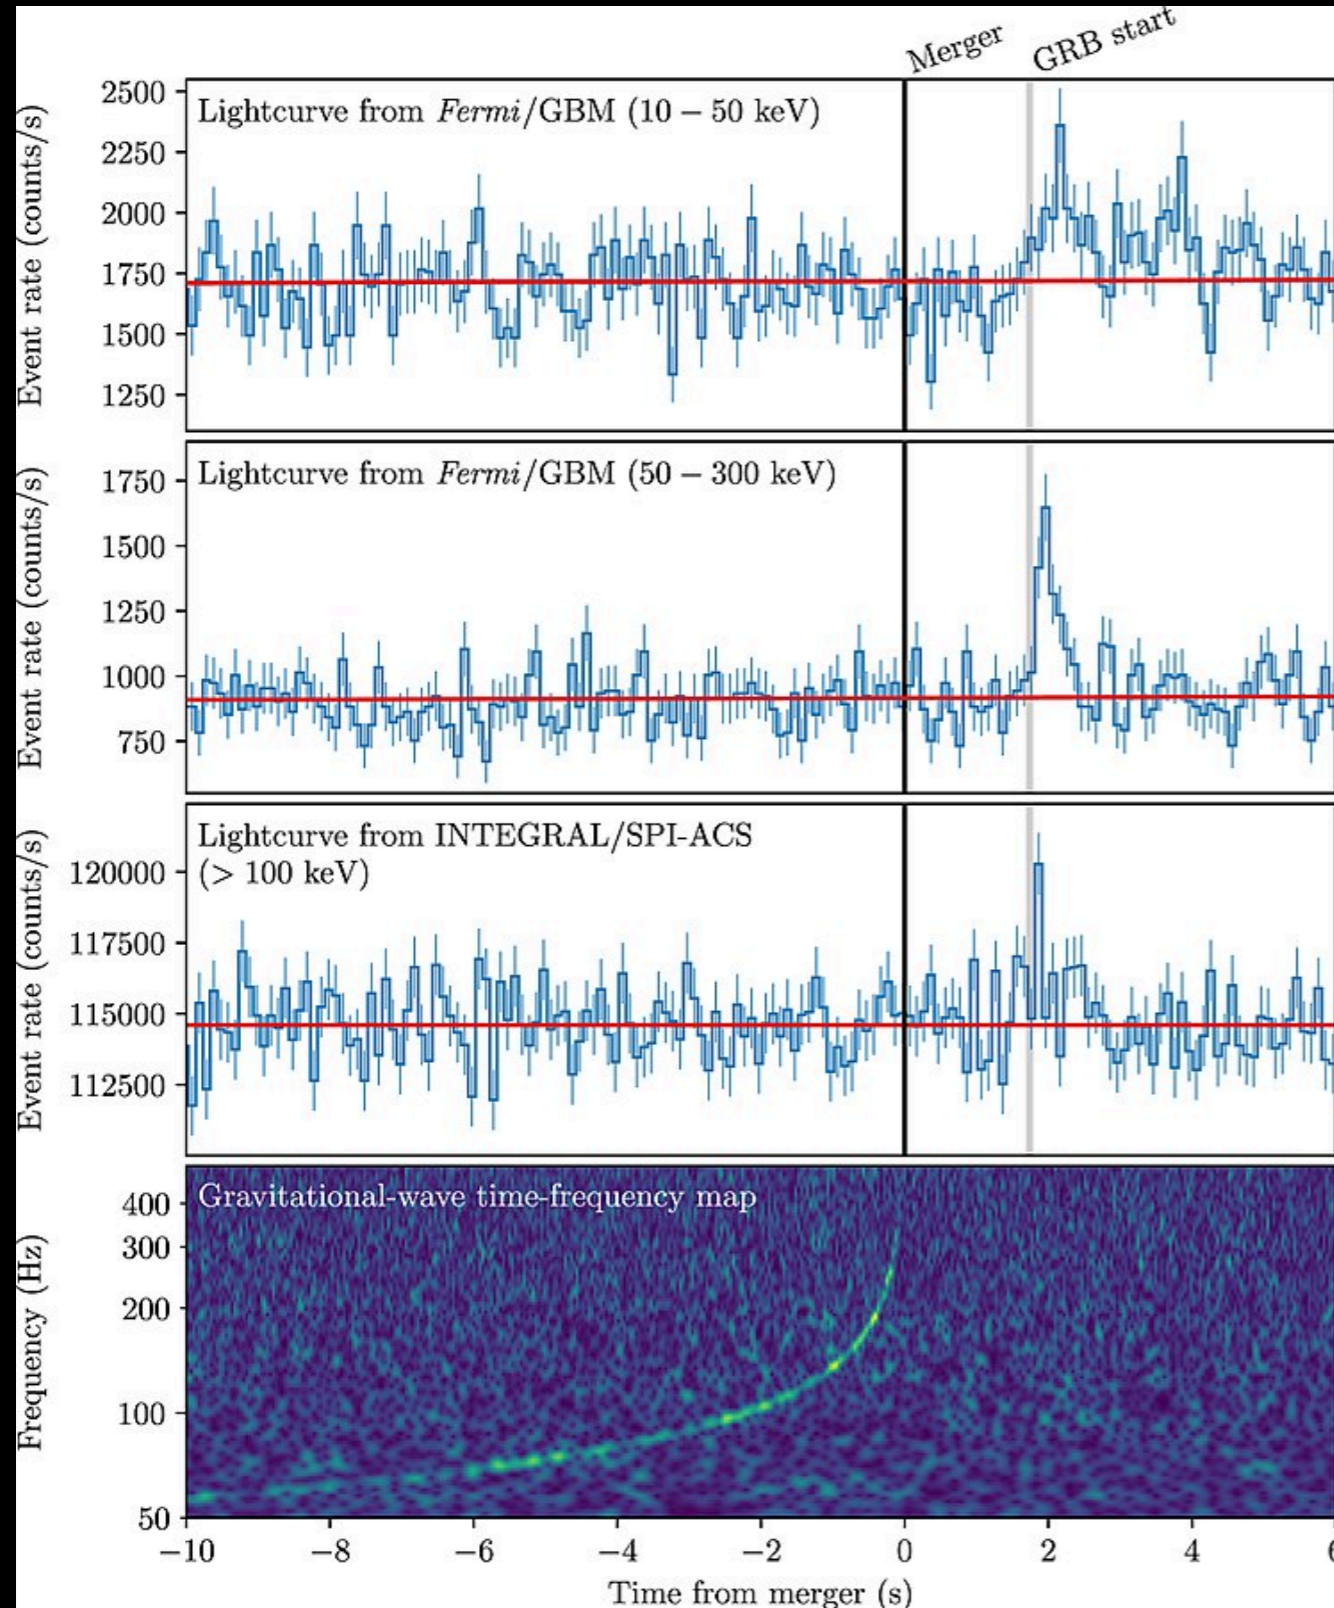 Merger
GRB start
Lightcurve from Fermi/GBM (10 − 50 keV)
Event rate (counts/s)
2500
2250
2000
1750
1500
1250
Lightcurve from Fermi/GBM (50 − 300 keV)
Event rate (counts/s)
1750
1500
1250
1000
750
Lightcurve from INTEGRAL/SPI-ACS
(> 100 keV)
Event rate (counts/s)
120000
117500
115000
112500
Gravitational-wave time-frequency map
Frequency (Hz)
400
300
200
100
50
−10 −8 −6 −4 −2 0 2 4 6
Time from merger (s)